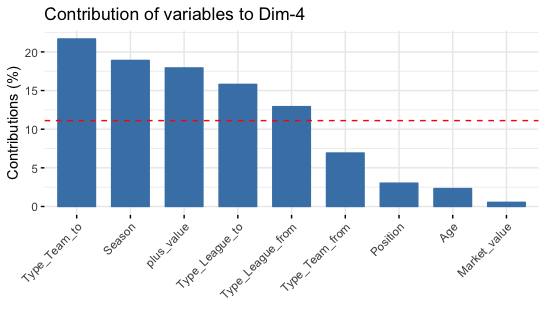 Contribution of variables to Dim-4
Contributions (%)
20
15
10
5
0
Type_Team_to
Season
plus_value
Type_League_to
Type_League_from
Type_Team_from
Position
Age
Market_value